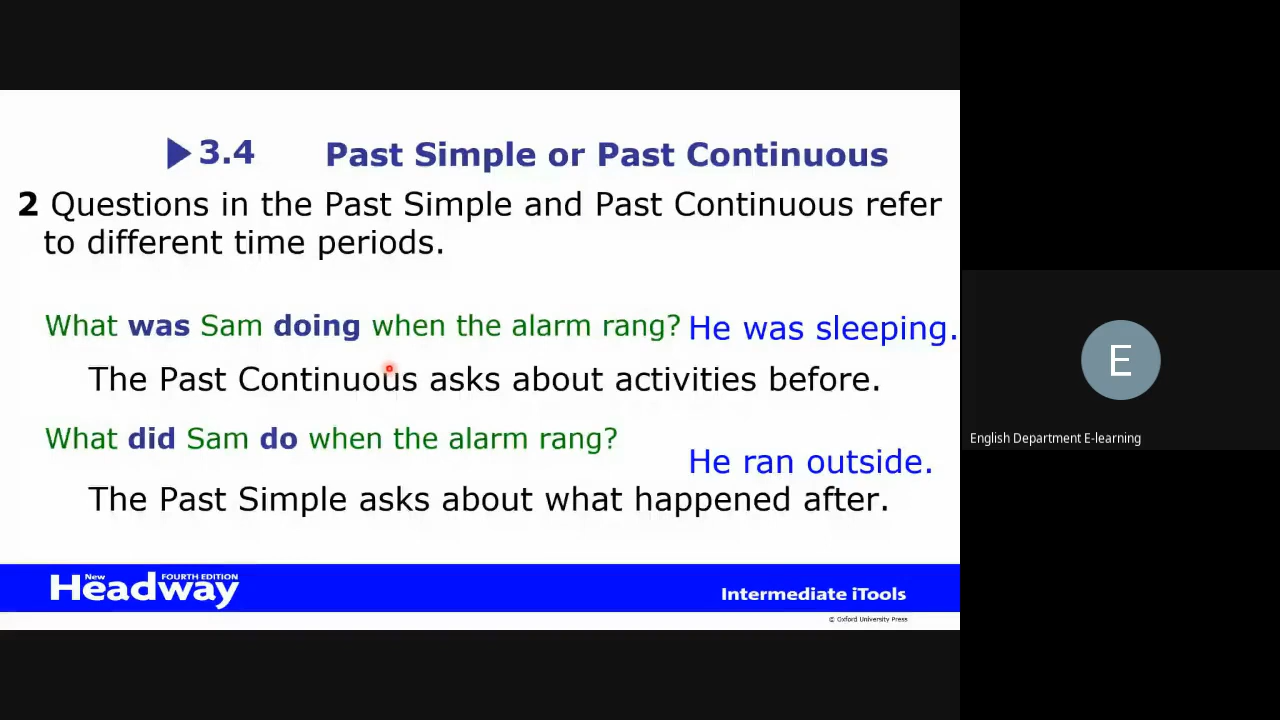 3.4 Past Simple or Past Continuous
2 Questions in the Past Simple and Past Continuous refer
to different time periods.
What was Sam doing when the alarm rang? He was sleeping.
The Past Continuous asks about activities before.
What did Sam do when the alarm rang?
He ran outside.
The Past Simple asks about what happened after.
New Headway FOURTH EDITION
Intermediate iTools
© Oxford University Press
E
English Department E-learning